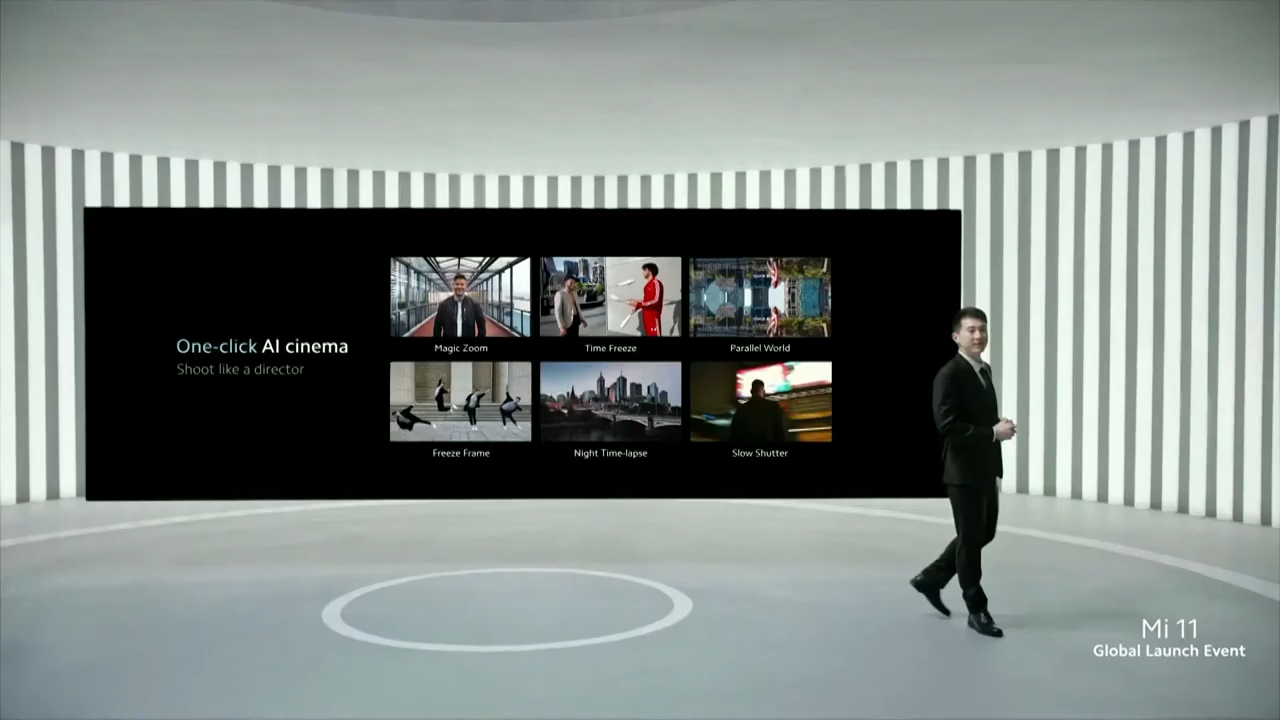 One-click AI cinema
Shoot like a director
Magic Zoom
Time Freeze
Parallel World
Freeze Frame
Night Time-lapse
Slow Shutter
Mi 11
Global Launch Event